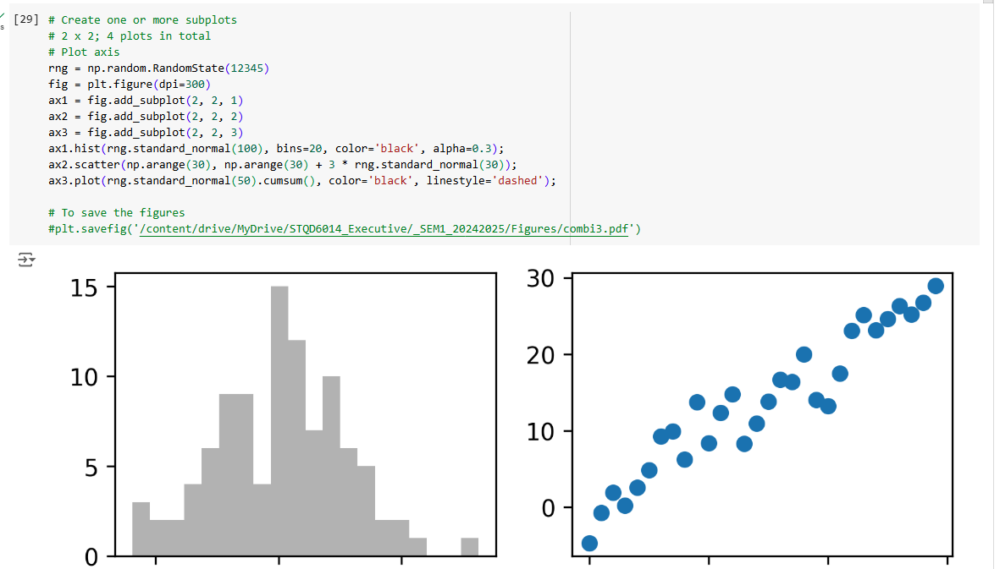 [29] # Create one or more subplots
# 2 x 2; 4 plots in total
# Plot axis
rng = np.random.RandomState(12345)
fig = plt.figure(dpi=300)
ax1 = fig.add_subplot(2, 2, 1)
ax2 = fig.add_subplot(2, 2, 2)
ax3 = fig.add_subplot(2, 2, 3)
ax1.hist(rng.standard_normal(100), bins=20, color='black', alpha=0.3);
ax2.scatter(np.arange(30), np.arange(30) + 3 * rng.standard_normal(30));
ax3.plot(rng.standard_normal(50).cumsum(), color='black', linestyle='dashed');
# To save the figures
#plt.savefig('/content/drive/MyDrive/STQD6014_Executive/_SEM1_20242025/Figures/combi3.pdf')
s
15
10
5
0
30
20
10
0